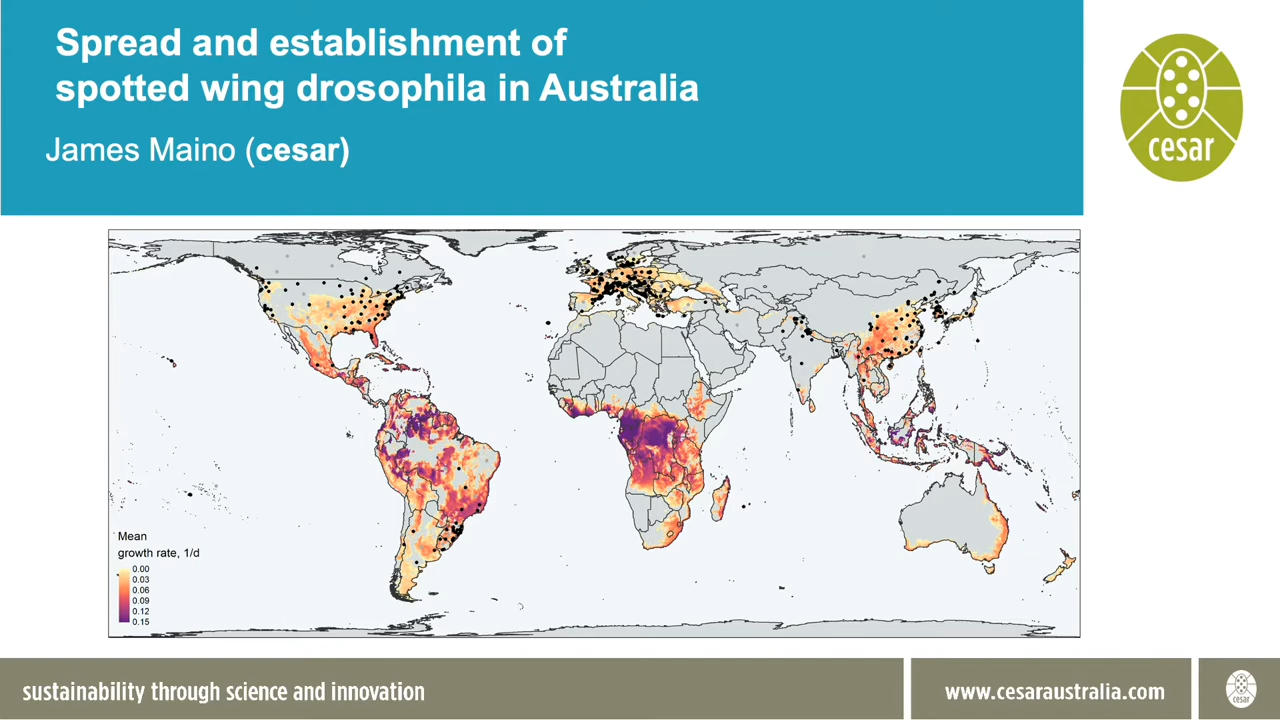 Spread and establishment of
spotted wing drosophila in Australia
James Maino (cesar)
cesar
Mean
growth rate, 1/d
0.00
0.03
0.06
0.09
0.12
0.15
sustainability through science and innovation
www.cesaraustralia.com
cesar